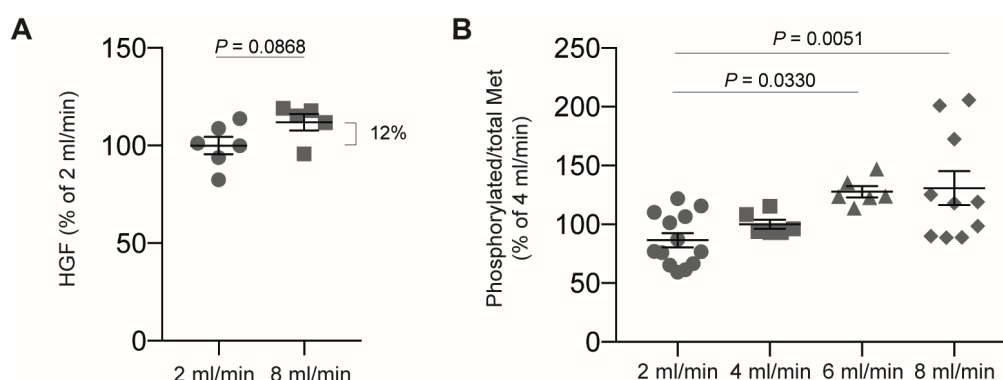 A
HGF (% of 2 ml/min)
150
100
50
0
P = 0.0868
12%
2 ml/min 8 ml/min
B
Phosphorylated/total Met
(% of 4 ml/min)
250
200
150
100
50
0
P = 0.0051
P = 0.0330
2 ml/min 4 ml/min 6 ml/min 8 ml/min